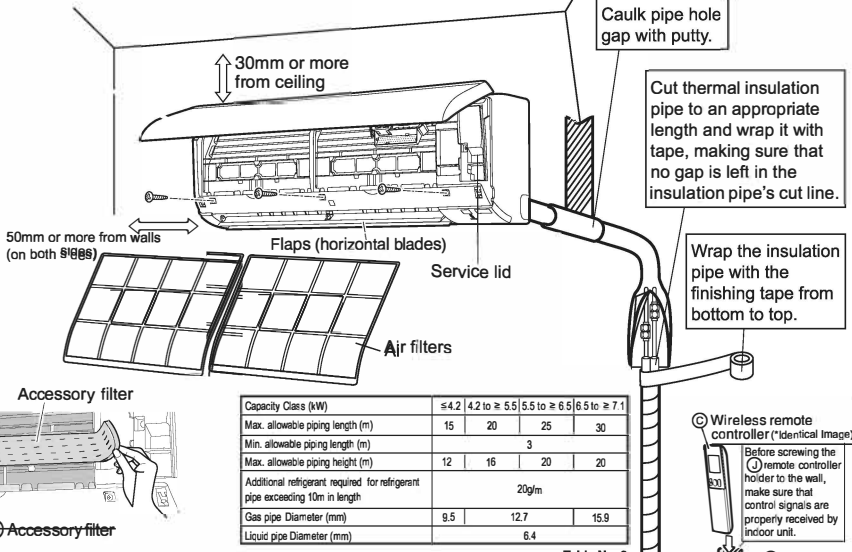 Caulk pipe hole
gap with putty.
30mm or more
from ceiling
Cut thermal insulation
pipe to an appropriate
length and wrap it with
tape, making sure that
no gap is left in the
insulation pipe's cut line.
50mm or more from walls
(on both sides)
Flaps (horizontal blades)
Service lid
Wrap the insulation
pipe with the
finishing tape from
bottom to top.
Air filters
Accessory filter
Capacity Class (kW) ≤4.2 4.2 to ≥ 5.5 5.5 to ≥ 6.5 6.5 to ≥ 7.1
Max. allowable piping length (m) 15 20 25 30
Min. allowable piping length (m) 3
Max. allowable piping height (m) 12 16 20 20
Additional refrigerant required for refrigerant
pipe exceeding 10m in length 20g/m
Gas pipe Diameter (mm) 9.5 12.7 15.9
Liquid pipe Diameter (mm) 6.4
Ⓒ Wireless remote
controller (*Identical Image)
Before screwing the
Ⓙ remote controller
holder to the wall,
make sure that
control signals are
properly received by
indoor unit.
Accessory filter